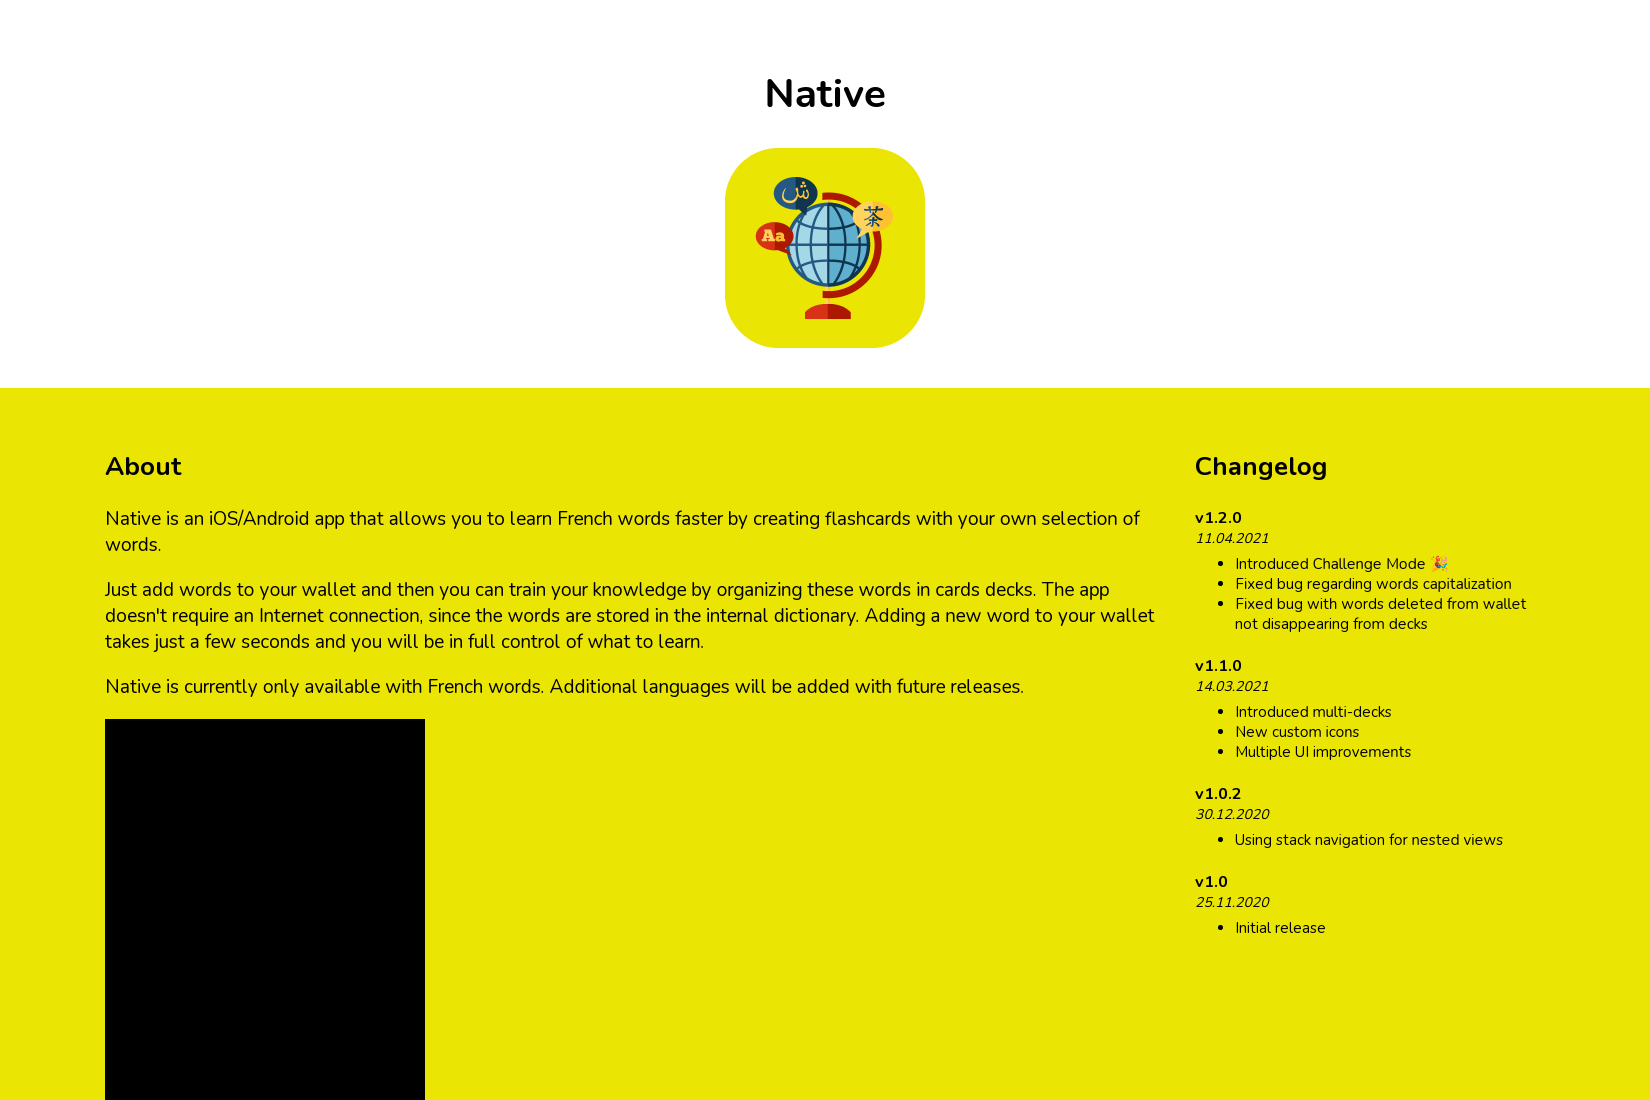 Native
ش
茶
Aa
About
Native is an iOS/Android app that allows you to learn French words faster by creating flashcards with your own selection of
words.
Just add words to your wallet and then you can train your knowledge by organizing these words in cards decks. The app
doesn't require an Internet connection, since the words are stored in the internal dictionary. Adding a new word to your wallet
takes just a few seconds and you will be in full control of what to learn.
Native is currently only available with French words. Additional languages will be added with future releases.
Changelog
v1.2.0
11.04.2021
• Introduced Challenge Mode 🎉
• Fixed bug regarding words capitalization
• Fixed bug with words deleted from wallet
not disappearing from decks
v1.1.0
14.03.2021
• Introduced multi-decks
• New custom icons
• Multiple UI improvements
v1.0.2
30.12.2020
• Using stack navigation for nested views
v1.0
25.11.2020
• Initial release